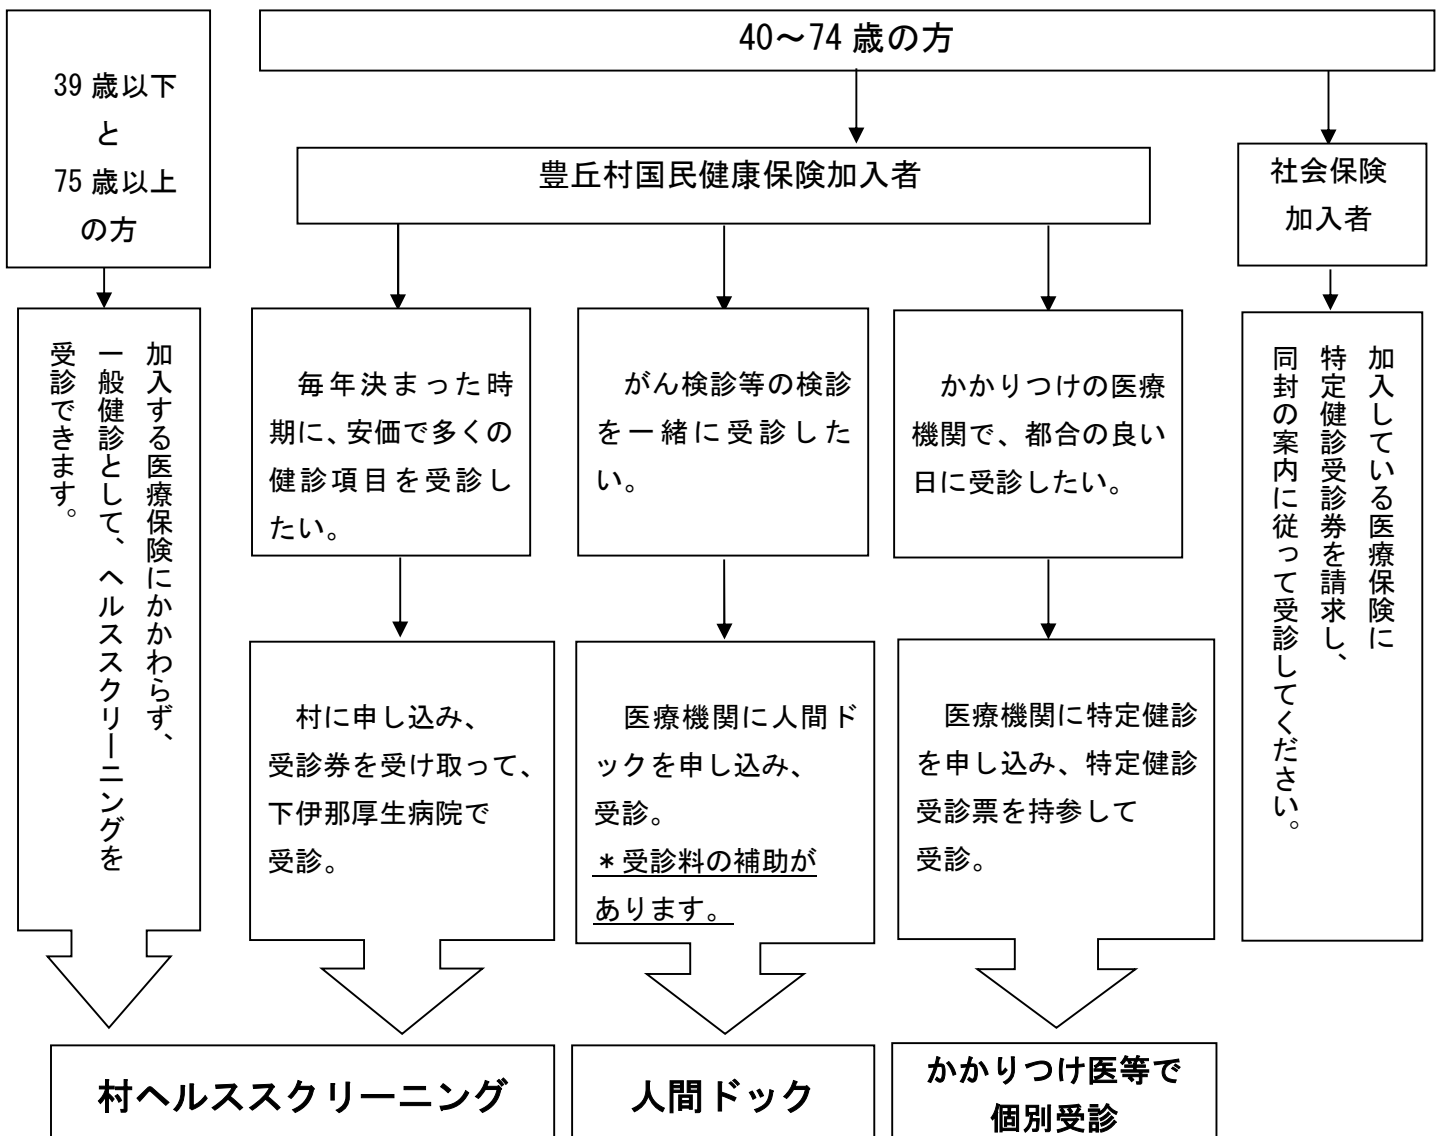 39 歳以下
と
75 歳以上
の方
40～74 歳の方
豊丘村国民健康保険加入者
社会保険
加入者
加入する医療保険にかかわらず、
一般健診として、ヘルススクリーニングを
受診できます。
毎年決まった時
期に、安価で多くの
健診項目を受診し
たい。
がん検診等の検診
を一緒に受診した
い。
かかりつけの医療
機関で、都合の良い
日に受診したい。
加入している医療保険に
特定健診受診券を請求し、
同封の案内に従って受診してください。
村に申し込み、
受診券を受け取って、
下伊那厚生病院で
受診。
医療機関に人間ド
ックを申し込み、
受診。
＊受診料の補助が
あります。
医療機関に特定健診
を申し込み、特定健診
受診票を持参して
受診。
村ヘルススクリーニング
人間ドック
かかりつけ医等で
個別受診